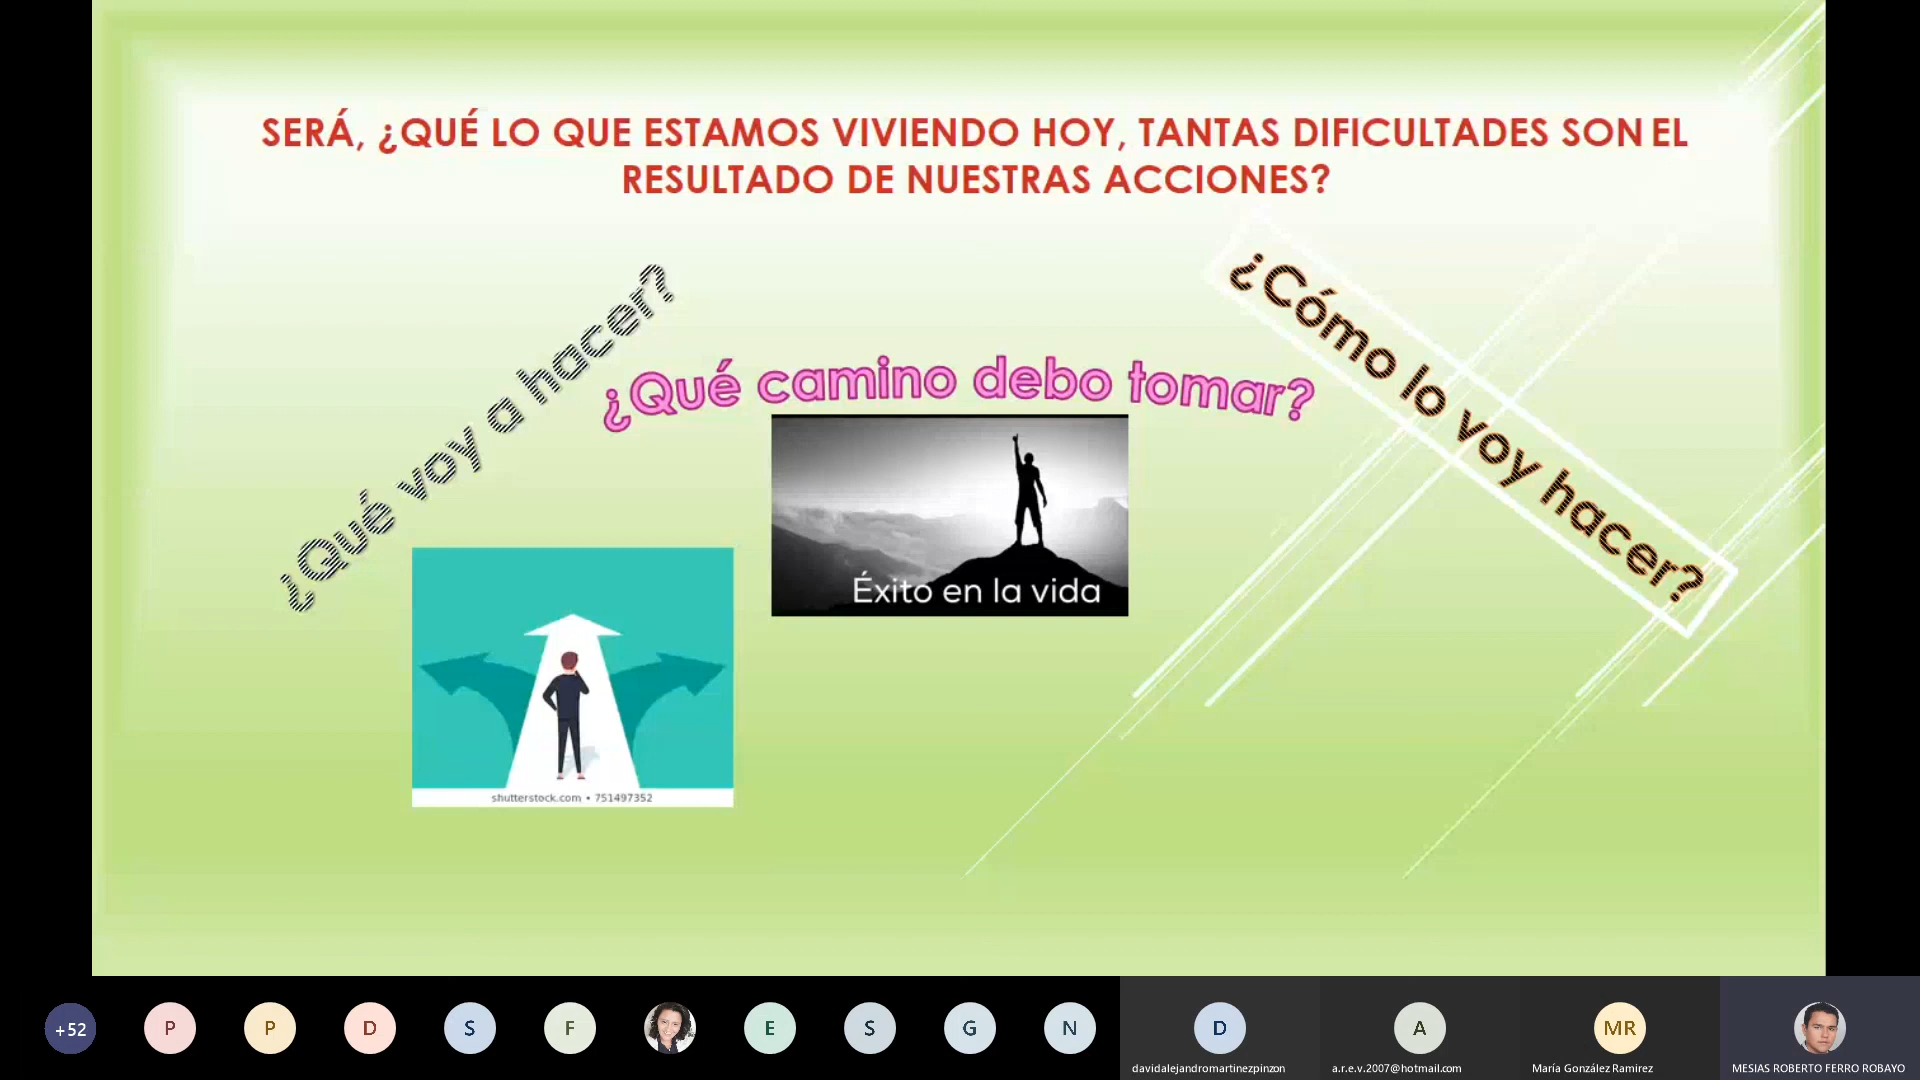 SERÁ, ¿QUÉ LO QUE ESTAMOS VIVIENDO HOY, TANTAS DIFICULTADES SON EL
RESULTADO DE NUESTRAS ACCIONES?
¿Qué voy a hacer?
¿Qué camino debo tomar?
¿Cómo lo voy hacer?
Éxito en la vida
shutterstock.com • 751497352
+52
P
P
D
S
F
E
S
G
N
D
A
MR
davidalejandromartinezpinzon
a.r.e.v.2007@hotmail.com
María González Ramirez
MESIAS ROBERTO FERRO ROBAYO